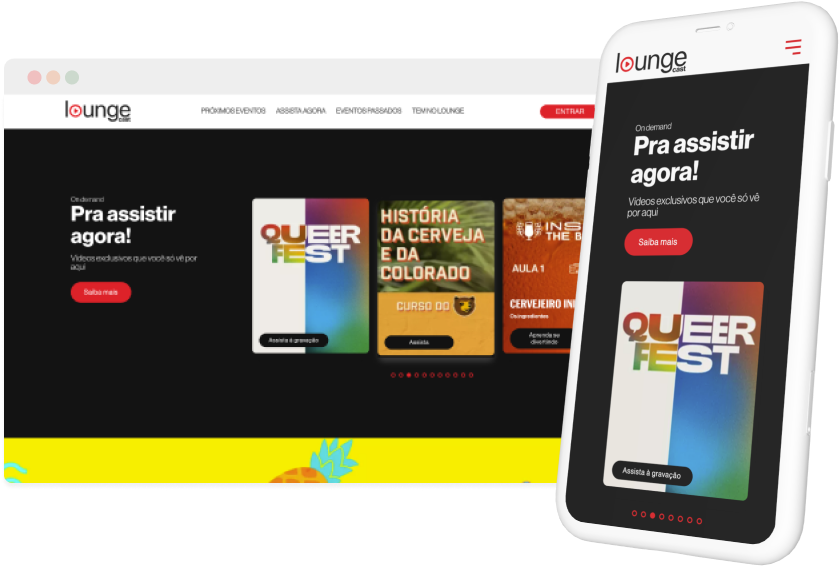 lounge
cast
PRÓXIMOS EVENTOS ASSISTA AGORA EVENTOS PASSADOS TEM NO LOUNGE
ENTRAR
On demand
Pra assistir
agora!
Vídeos exclusivos que você só vê por
aqui
Saiba mais
QUEER
FEST
Assista à gravação
HISTÓRIA
DA CERVEJA
E DA
COLORADO
CURSO DO
Assista
INS
THE B
AULA 1
CERVEJEIRO IN
Os ingredientes
Aprenda se
divertindo
lounge
cast
On demand
Pra assistir
agora!
Vídeos exclusivos que você só vê
por aqui
Saiba mais
QUEER
FEST
Assista à gravação